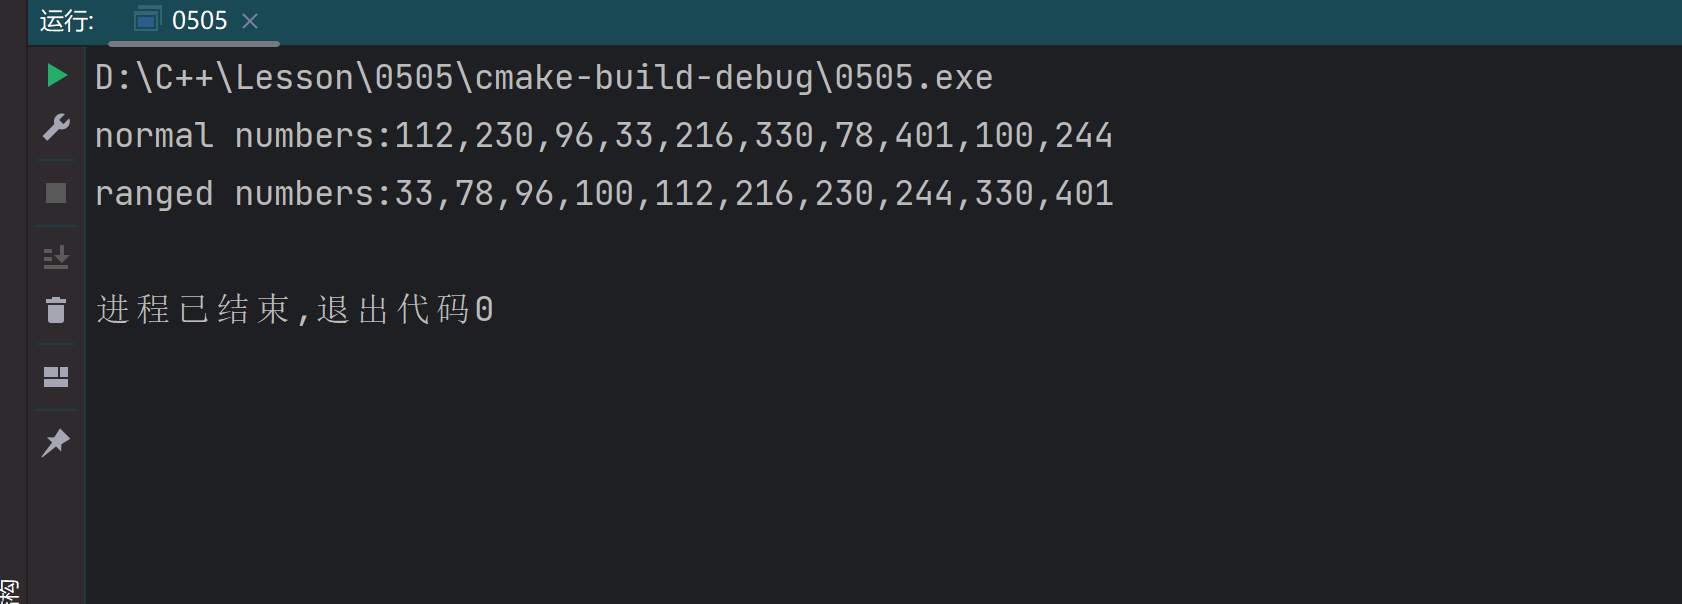 运行: 0505
D:\C++\Lesson\0505\cmake-build-debug\0505.exe
normal numbers:112,230,96,33,216,330,78,401,100,244
ranged numbers:33,78,96,100,112,216,230,244,330,401
进程已结束,退出代码0
构